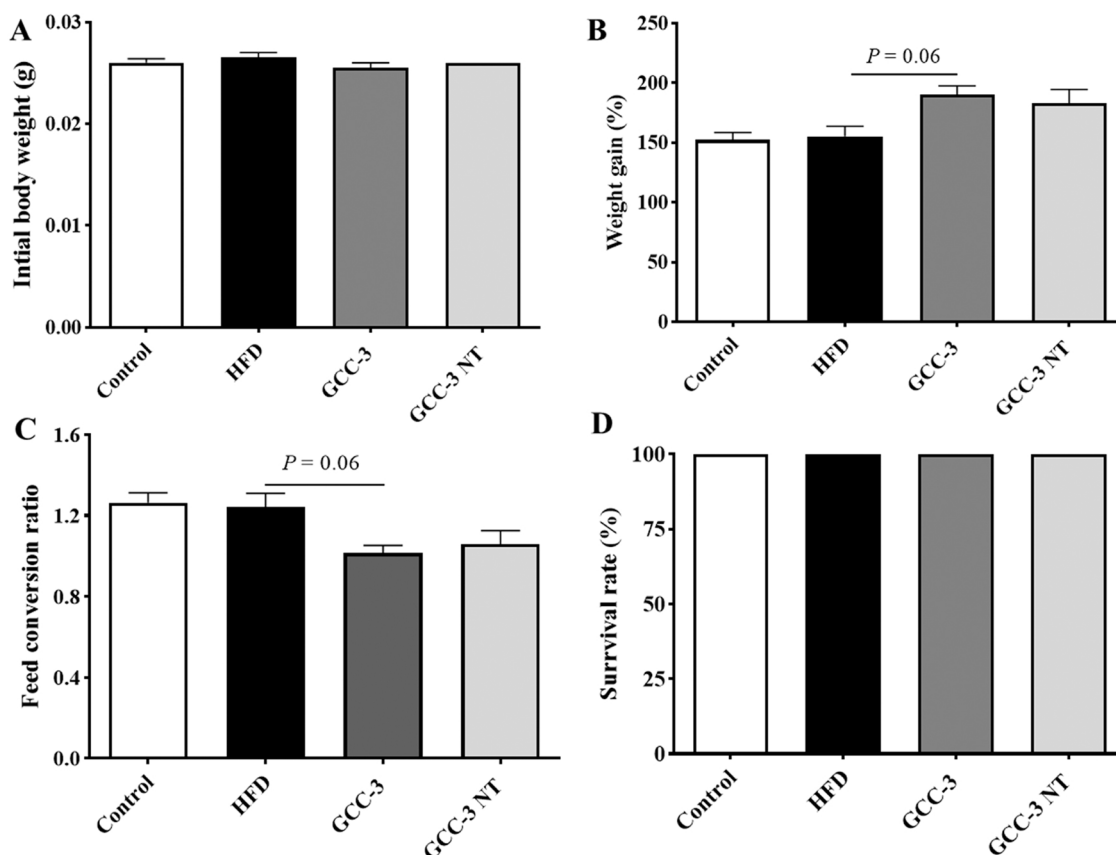 A
Intial body weight (g)
0.03
0.02
0.01
0.00
Control
HFD
GCC-3
GCC-3 NT
B
Weight gain (%)
250
200
150
100
50
0
P = 0.06
Control
HFD
GCC-3
GCC-3 NT
C
Feed conversion ratio
1.6
1.2
0.8
0.4
0.0
P = 0.06
Control
HFD
GCC-3
GCC-3 NT
D
Surrvival rate (%)
100
75
50
25
0
Control
HFD
GCC-3
GCC-3 NT